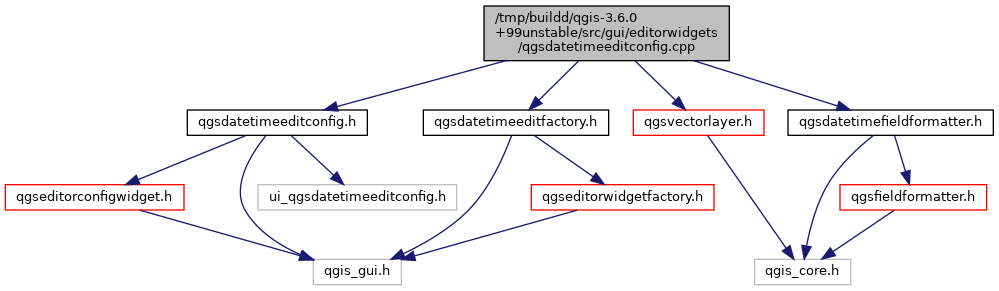 /tmp/buildd/qgis-3.6.0
+99unstable/src/gui/editorwidgets
/qgsdatetimeeditconfig.cpp
qgsdatetimeeditconfig.h
qgsdatetimeeditfactory.h
qgsvectorlayer.h
qgsdatetimefieldformatter.h
qgseditorconfigwidget.h
ui_qgsdatetimeeditconfig.h
qgseditorwidgetfactory.h
qgsfieldformatter.h
qgis_gui.h
qgis_core.h